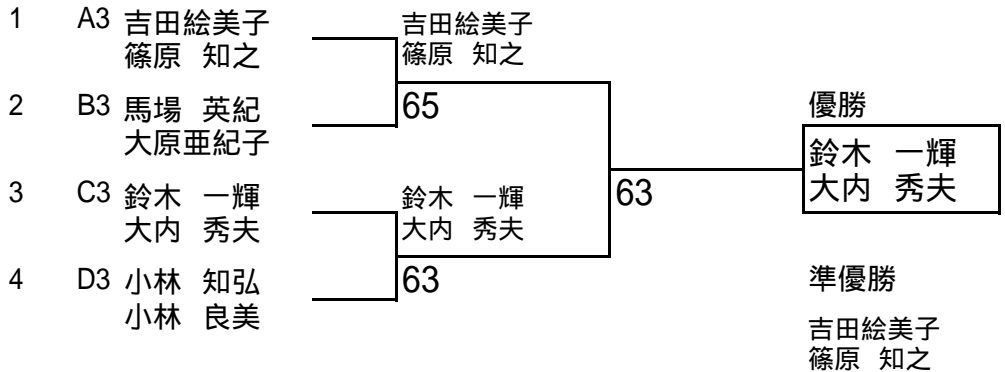 1 A3 吉田絵美子 吉田絵美子
篠原 知之 篠原 知之
2 B3 馬場 英紀 65 優勝
大原亜紀子
鈴木 一輝
大内 秀夫
3 C3 鈴木 一輝 鈴木 一輝 63
大内 秀夫 大内 秀夫
4 D3 小林 知弘 63 準優勝
小林 良美
吉田絵美子
篠原 知之